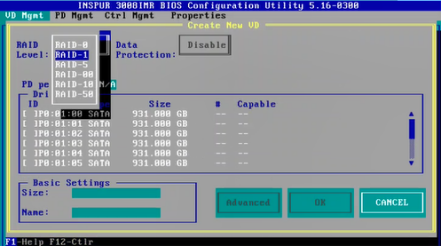 INSPUR 3008IMR BIOS Configuration Utility 5.16-0300
VD Mgmt PD Mgmt Ctrl Mgmt Properties
Create New VD
RAID Level:
RAID-0
RAID-1
RAID-5
RAID-00
RAID-10
RAID-50
Data Protection: Disable
PD pe N/A
Dri
ID Size # Capable
[ ]P0:01:00 SATA 931.000 GB -- --
[ ]P0:01:01 SATA 931.000 GB -- --
[ ]P0:01:02 SATA 931.000 GB -- --
[ ]P0:01:03 SATA 931.000 GB -- --
[ ]P0:01:04 SATA 931.000 GB -- --
[ ]P0:01:05 SATA 931.000 GB -- --
Basic Settings
Size:
Name:
Advanced OK CANCEL
F1-Help F12-Ctlr